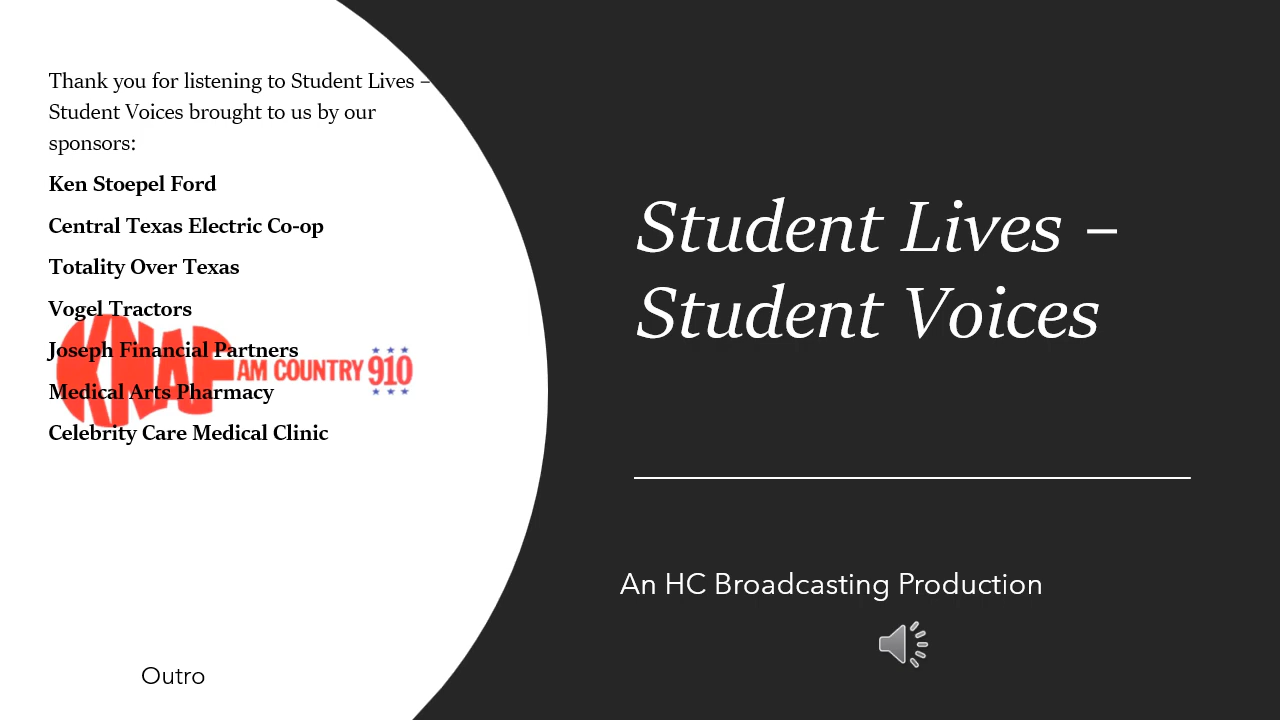 Thank you for listening to Student Lives –
Student Voices brought to us by our
sponsors:
Ken Stoepel Ford
Central Texas Electric Co-op
Totality Over Texas
Vogel Tractors
Joseph Financial Partners
Medical Arts Pharmacy
Celebrity Care Medical Clinic
KNAF AM COUNTRY 910
Outro
Student Lives –
Student Voices
An HC Broadcasting Production